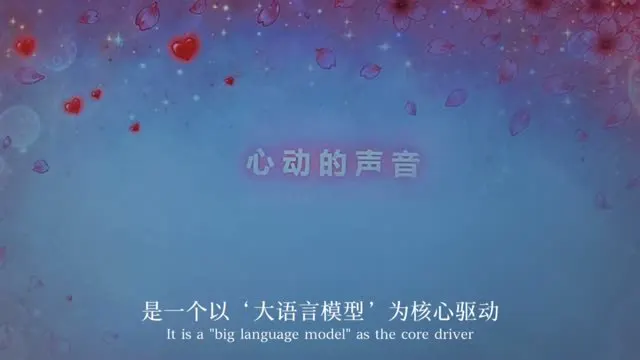 心动的声音
是一个以‘大语言模型’为核心驱动
It is a "big language model" as the core driver